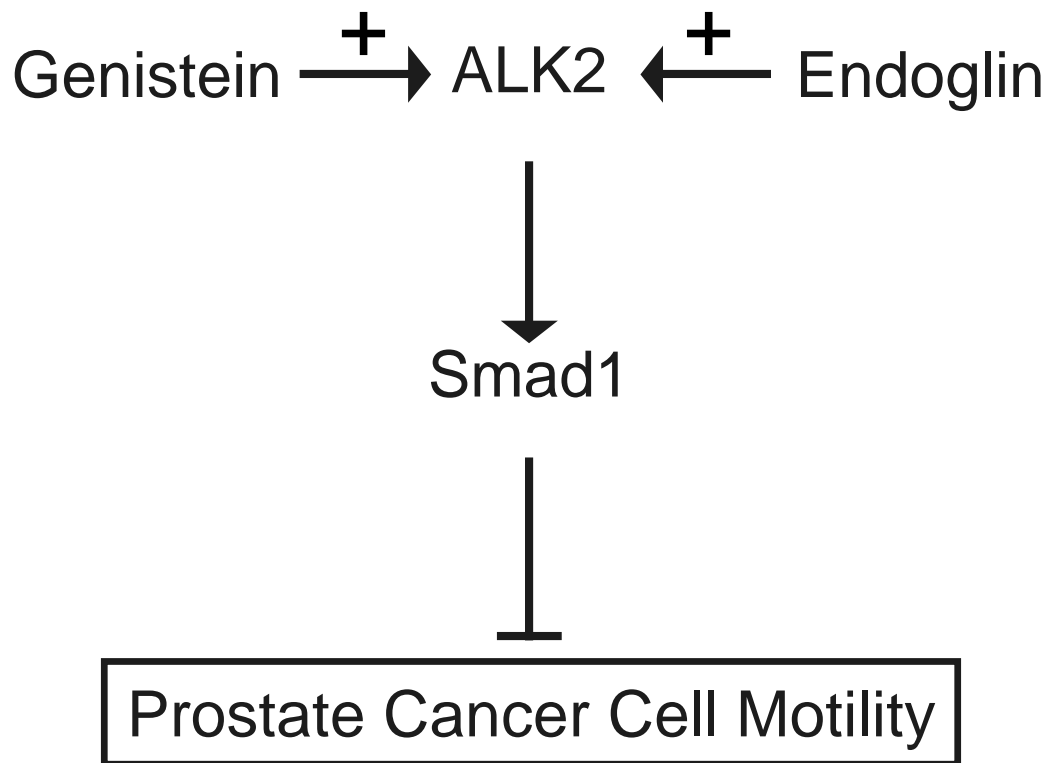 + +
Genistein ALK2 Endoglin
Smad1
Prostate Cancer Cell Motility